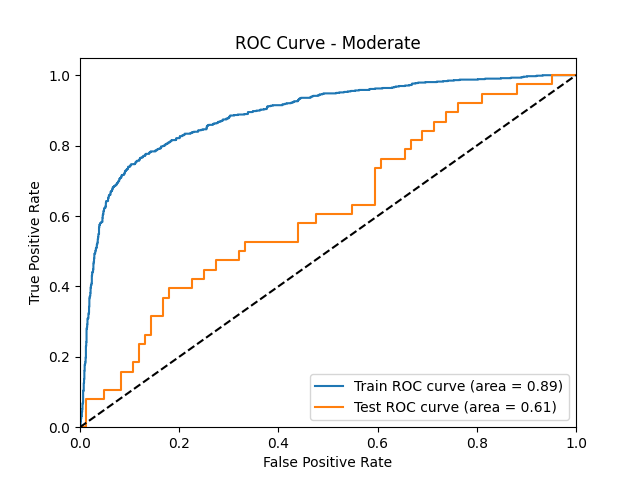 ROC Curve - Moderate
True Positive Rate
1.0
0.8
0.6
0.4
0.2
0.0
0.0 0.2 0.4 0.6 0.8 1.0
False Positive Rate
Train ROC curve (area = 0.89)
Test ROC curve (area = 0.61)